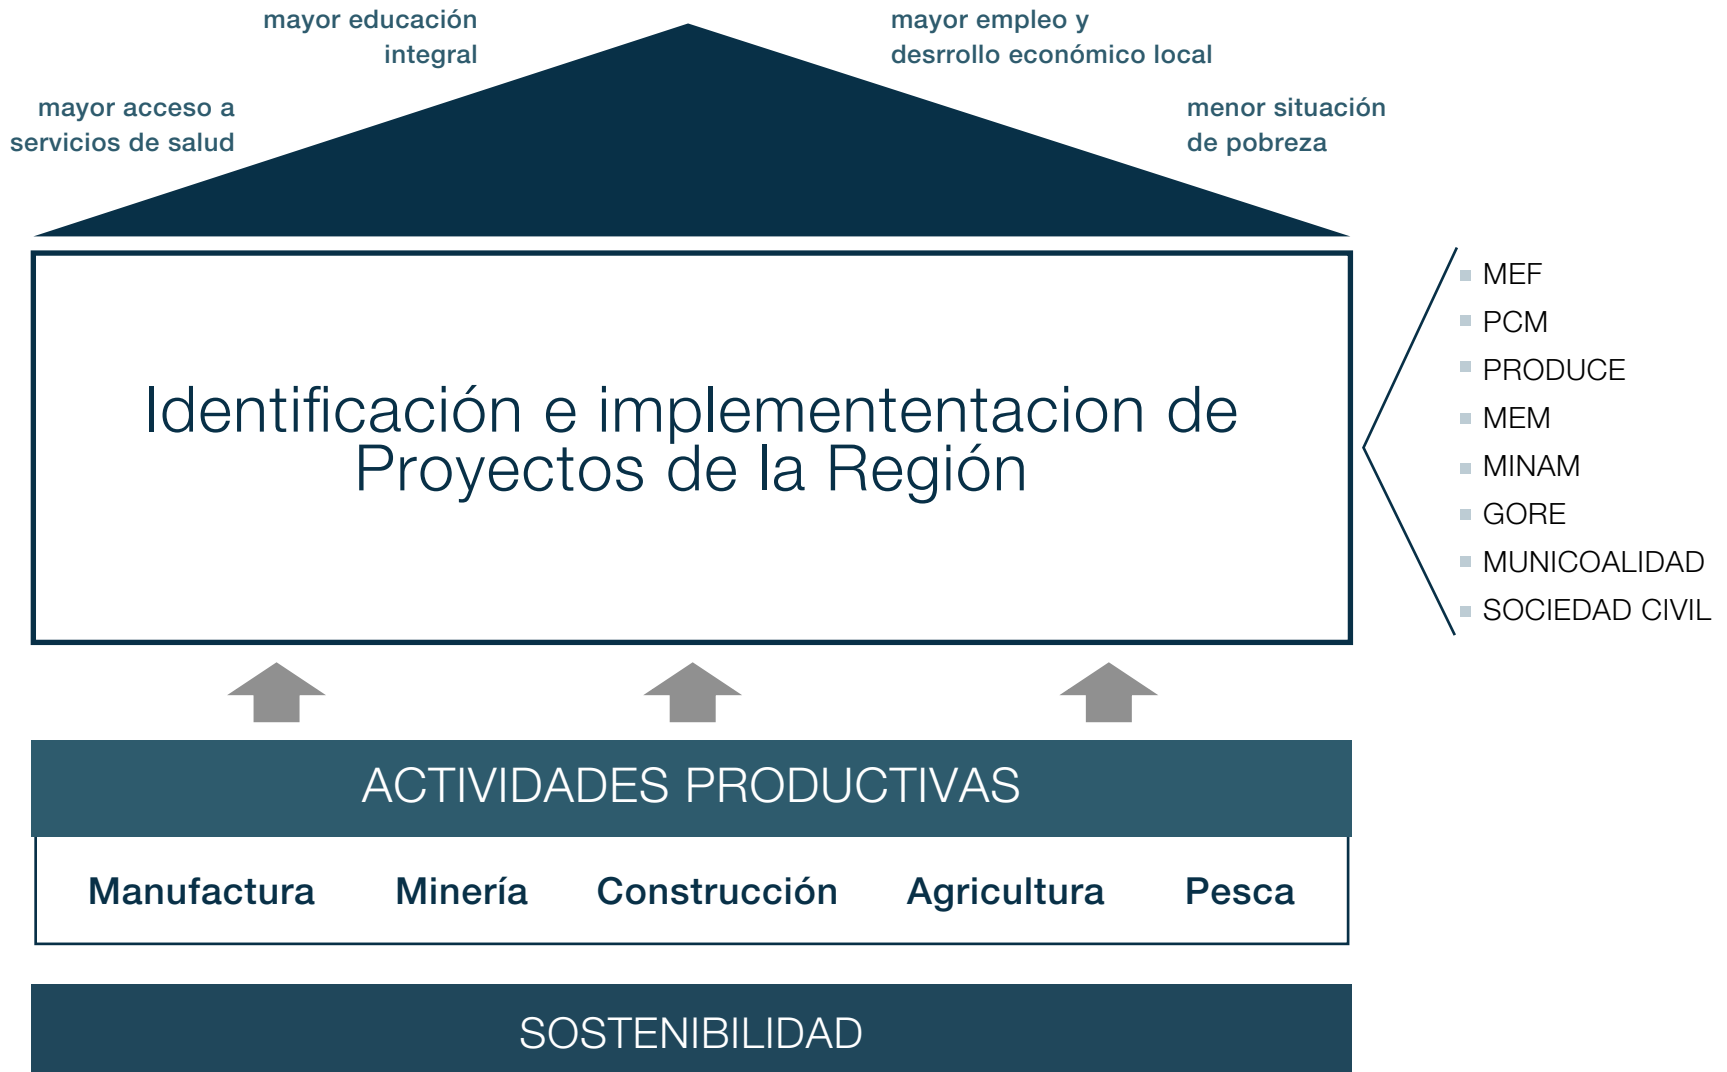 mayor educación
integral
mayor empleo y
desrrollo económico local
mayor acceso a
servicios de salud
menor situación
de pobreza
Identificación e implemententacion de
Proyectos de la Región
MEF
PCM
PRODUCE
MEM
MINAM
GORE
MUNICOALIDAD
SOCIEDAD CIVIL
ACTIVIDADES PRODUCTIVAS
Manufactura Minería Construcción Agricultura Pesca
SOSTENIBILIDAD